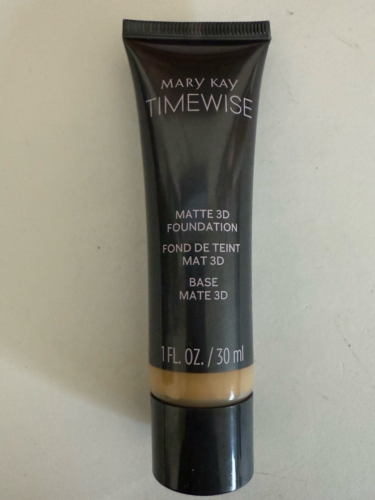 MARY KAY
TIMEWISE
MATTE 3D
FOUNDATION
FOND DE TEINT
MAT 3D
BASE
MATE 3D
1 FL. OZ. / 30 ml